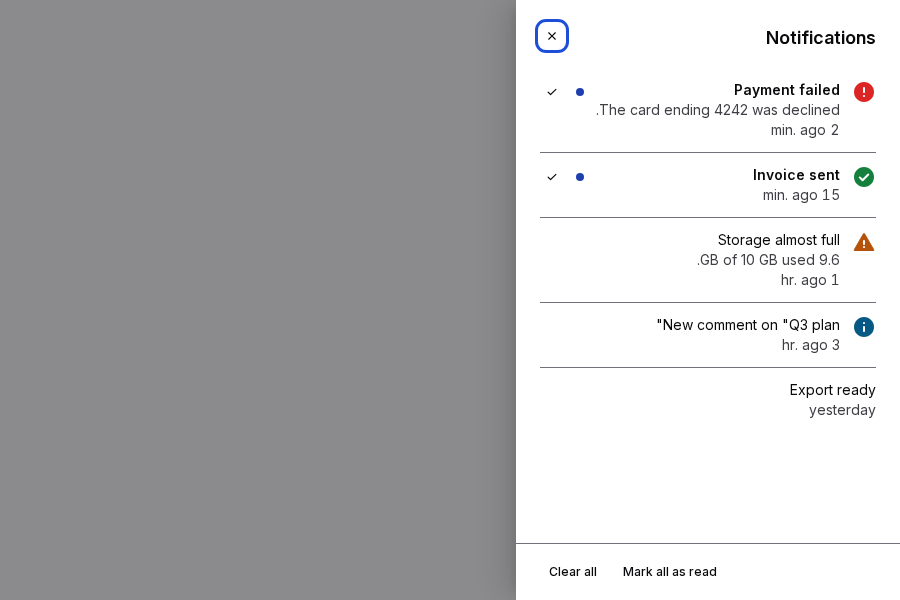 Notifications
Payment failed
.The card ending 4242 was declined
min. ago 2
Invoice sent
min. ago 15
Storage almost full
.GB of 10 GB used 9.6
hr. ago 1
"New comment on "Q3 plan
hr. ago 3
Export ready
yesterday
Clear all
Mark all as read